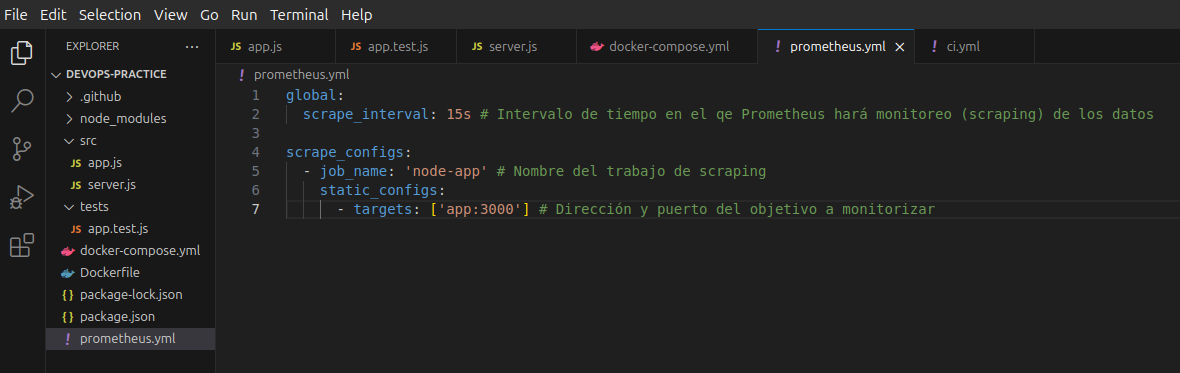 File Edit Selection View Go Run Terminal Help
EXPLORER ...
JS app.js JS app.test.js JS server.js docker-compose.yml ! prometheus.yml × ! ci.yml
DEVOPS-PRACTICE
.github
node_modules
src
JS app.js
JS server.js
tests
JS app.test.js
docker-compose.yml
Dockerfile
{} package-lock.json
{} package.json
! prometheus.yml
! prometheus.yml
1 global:
2 scrape_interval: 15s # Intervalo de tiempo en el qe Prometheus hará monitoreo (scraping) de los datos
3
4 scrape_configs:
5 - job_name: 'node-app' # Nombre del trabajo de scraping
6 static_configs:
7 - targets: ['app:3000'] # Dirección y puerto del objetivo a monitorizar